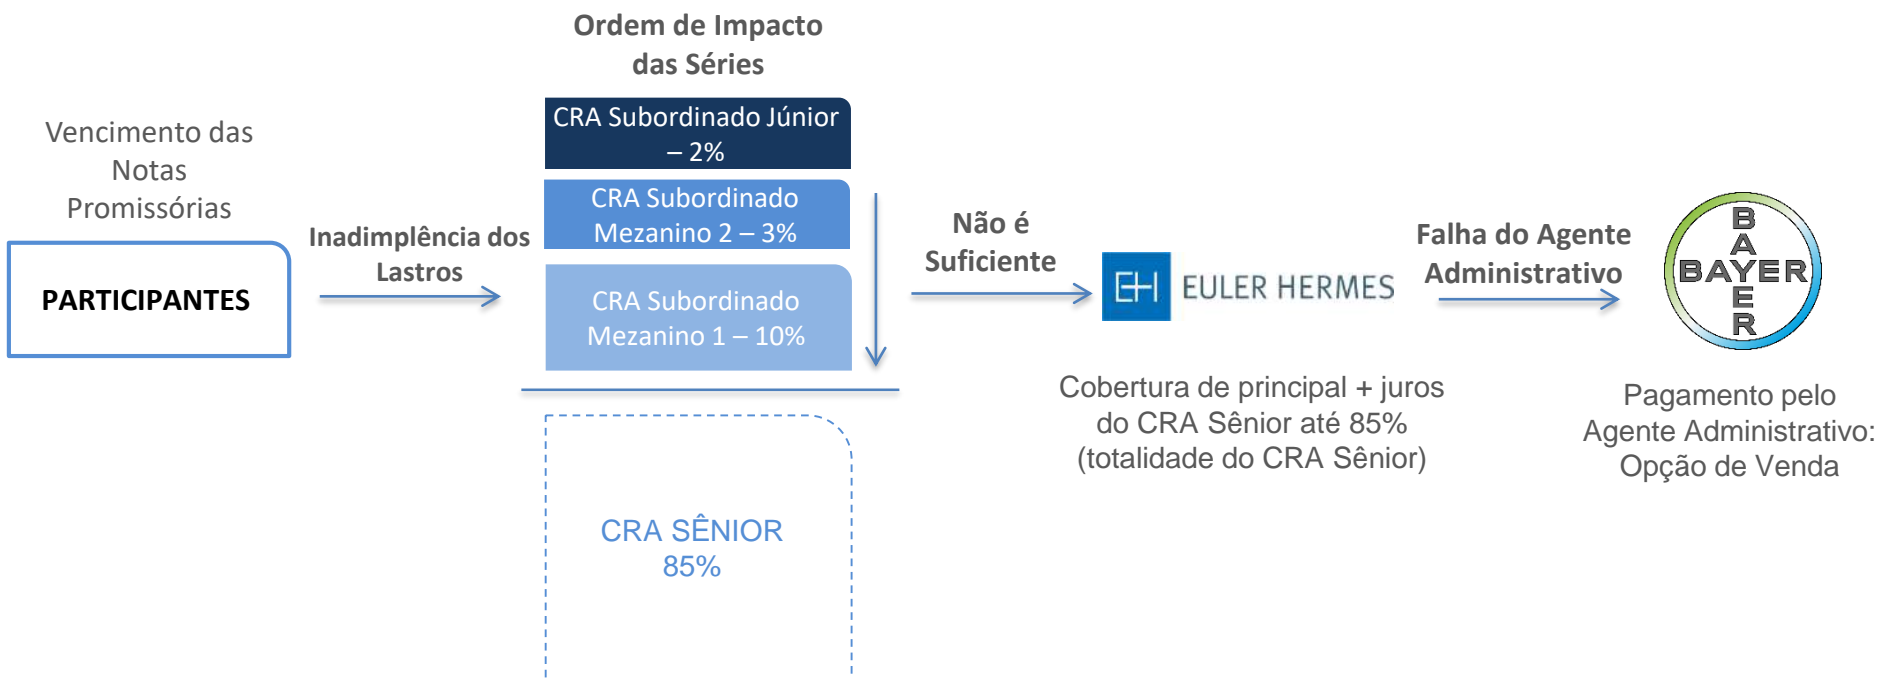 Ordem de Impacto
das Séries
Vencimento das
Notas
Promissórias
PARTICIPANTES
Inadimplência dos
Lastros
CRA Subordinado Júnior
– 2%
CRA Subordinado
Mezanino 2 – 3%
CRA Subordinado
Mezanino 1 – 10%
CRA SÊNIOR
85%
Não é
Suficiente
EH EULER HERMES
Cobertura de principal + juros
do CRA Sênior até 85%
(totalidade do CRA Sênior)
Falha do Agente
Administrativo
BAYER
BAYER
Pagamento pelo
Agente Administrativo:
Opção de Venda